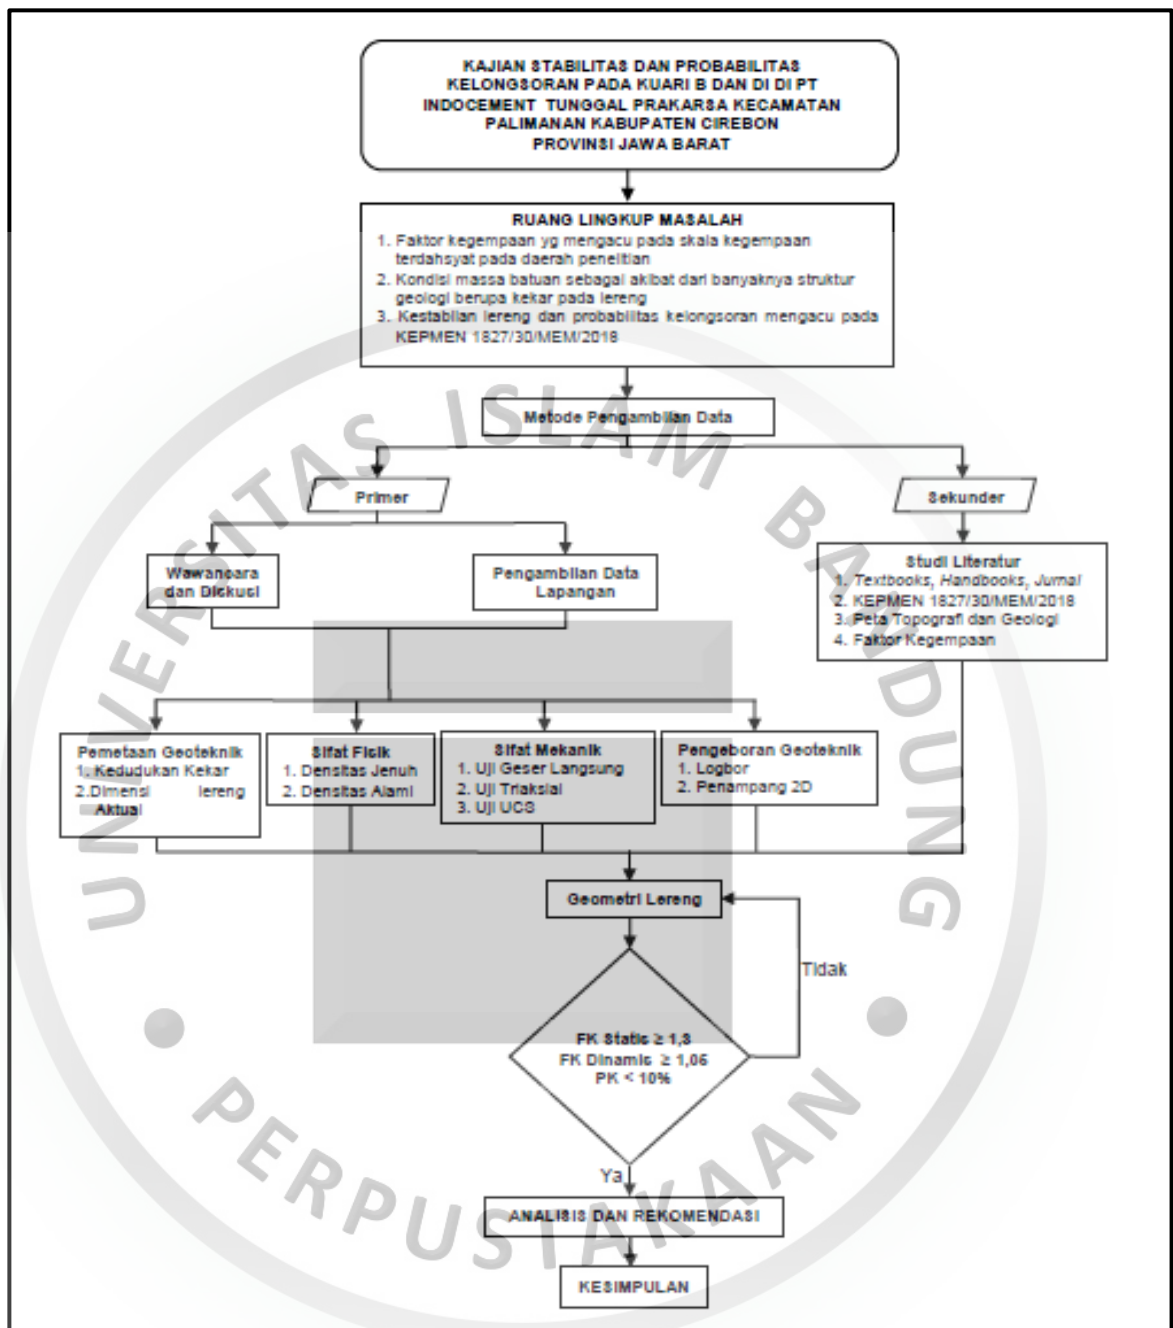 KAJIAN STABILITAS DAN PROBABILITAS
KELONGSORAN PADA KUARI B DAN DI DI PT
INDOCEMENT TUNGGAL PRAKARSA KECAMATAN
PALIMANAN KABUPATEN CIREBON
PROVINSI JAWA BARAT
RUANG LINGKUP MASALAH
1. Faktor kegempaan yg mengacu pada skala kegempaan
terdahsyat pada daerah penelitian
2. Kondisi massa batuan sebagai akibat dari banyaknya struktur
geologi berupa kekar pada lereng
3. Kestabilan lereng dan probabilitas kelongsoran mengacu pada
KEPMEN 1827/30/MEM/2018
Metode Pengambilan Data
Primer
Sekunder
Wawancara
dan Diskusi
Pengambilan Data
Lapangan
Studi Literatur
1. Textbooks, Handbooks, Jurnal
2. KEPMEN 1827/30/MEM/2018
3. Peta Topografi dan Geologi
4. Faktor Kegempaan
Pemetaan Geoteknik
1. Kedudukan Kekar
2.Dimensi lereng
Aktual
Sifat Fisik
1. Densitas Jenuh
2. Densitas Alami
Sifat Mekanik
1. Uji Geser Langsung
2. Uji Triaksial
3. Uji UCS
Pengeboran Geoteknik
1. Logbor
2. Penampang 2D
Geometri Lereng
Tidak
FK Statis ≥ 1,3
FK Dinamis ≥ 1,05
PK < 10%
Ya
ANALISIS DAN REKOMENDASI
KESIMPULAN
UNIVERSITAS ISLAM BANDUNG
• PERPUSTAKAAN •